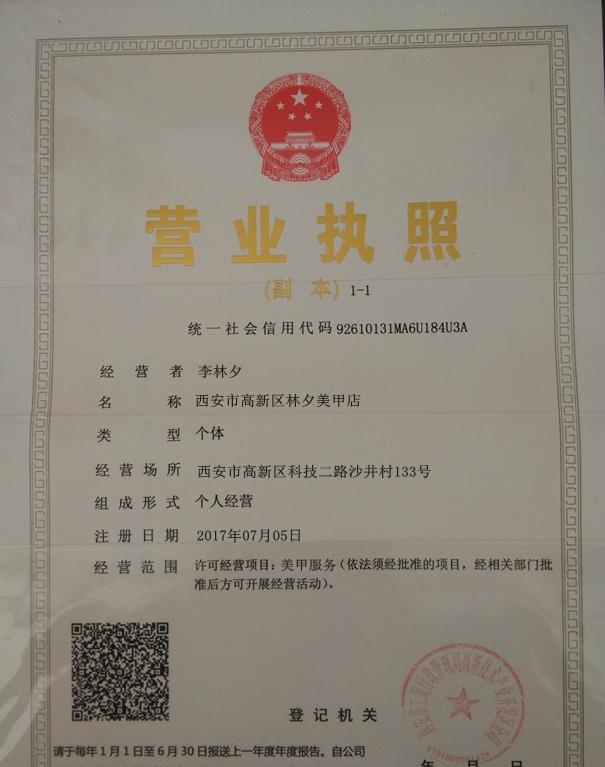 营业执照
(副 本) 1-1
统一社会信用代码 92610131MA6U184U3A
经营者 李林夕
名称 西安市高新区林夕美甲店
类型 个体
经营场所 西安市高新区科技二路沙井村133号
组成形式 个人经营
注册日期 2017年07月05日
经营范围 许可经营项目：美甲服务（依法须经批准的项目，经相关部门批
准后方可开展经营活动）。
登记机关
年 月 日
请于每年1月1日至6月30日报送上一年度年度报告。自公司